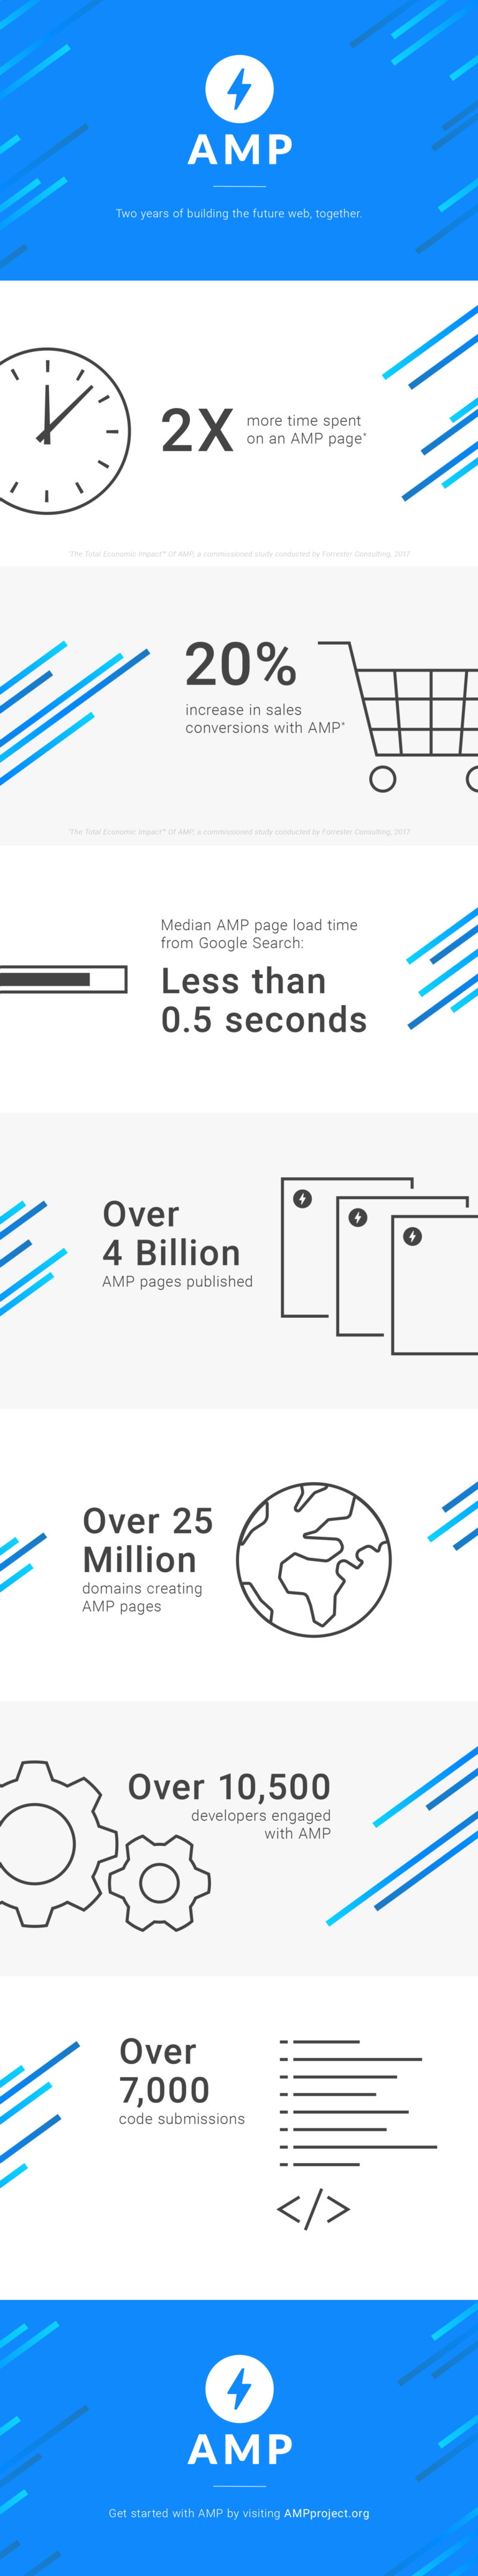 AMP
Two years of building the future web, together.
2X
more time spent
on an AMP page*
*The Total Economic Impact™ Of AMP, a commissioned study conducted by Forrester Consulting, 2017
20%
increase in sales
conversions with AMP*
*The Total Economic Impact™ Of AMP, a commissioned study conducted by Forrester Consulting, 2017
Median AMP page load time
from Google Search:
Less than
0.5 seconds
Over
4 Billion
AMP pages published
Over 25
Million
domains creating
AMP pages
Over 10,500
developers engaged
with AMP
Over
7,000
code submissions
</>
AMP
Get started with AMP by visiting AMPproject.org